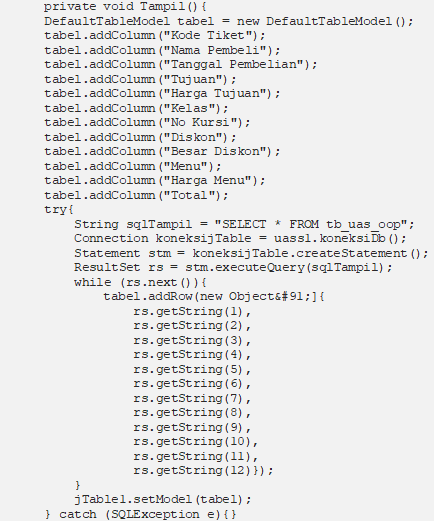 private void Tampil(){
DefaultTableModel tabel = new DefaultTableModel();
tabel.addColumn("Kode Tiket");
tabel.addColumn("Nama Pembeli");
tabel.addColumn("Tanggal Pembelian");
tabel.addColumn("Tujuan");
tabel.addColumn("Harga Tujuan");
tabel.addColumn("Kelas");
tabel.addColumn("No Kursi");
tabel.addColumn("Diskon");
tabel.addColumn("Besar Diskon");
tabel.addColumn("Menu");
tabel.addColumn("Harga Menu");
tabel.addColumn("Total");
try{
String sqlTampil = "SELECT * FROM tb_uas_oop";
Connection koneksijTable = uass1.koneksiDb();
Statement stm = koneksijTable.createStatement();
ResultSet rs = stm.executeQuery(sqlTampil);
while (rs.next()){
tabel.addRow(new Object&#91;]{
rs.getString(1),
rs.getString(2),
rs.getString(3),
rs.getString(4),
rs.getString(5),
rs.getString(6),
rs.getString(7),
rs.getString(8),
rs.getString(9),
rs.getString(10),
rs.getString(11),
rs.getString(12)});
}
jTable1.setModel(tabel);
} catch (SQLException e){}